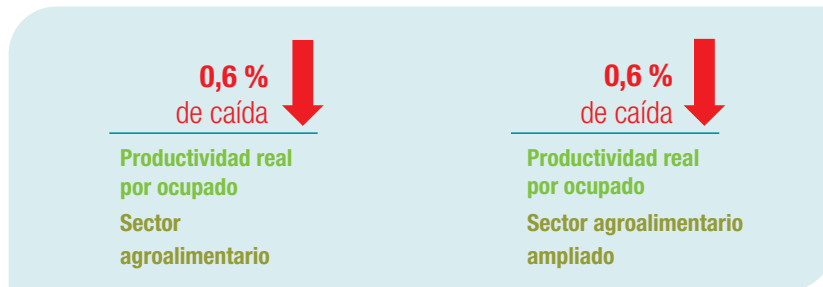 0,6 %
de caída
Productividad real
por ocupado
Sector
agroalimentario
0,6 %
de caída
Productividad real
por ocupado
Sector agroalimentario
ampliado